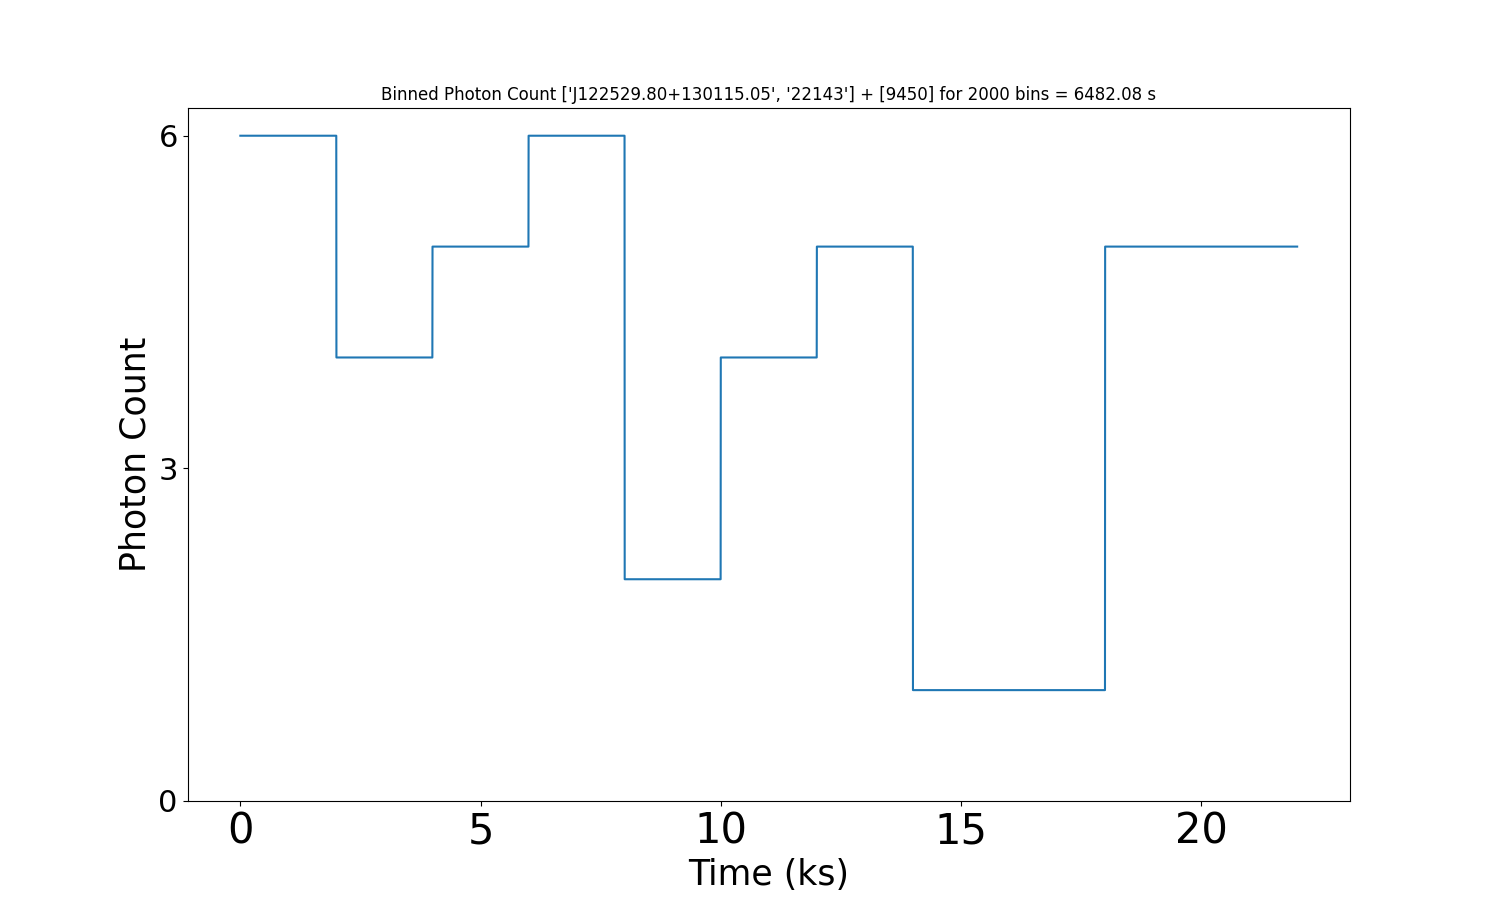 Binned Photon Count ['J122529.80+130115.05', '22143'] + [9450] for 2000 bins = 6482.08 s
6
3
0
Photon Count
0 5 10 15 20
Time (ks)